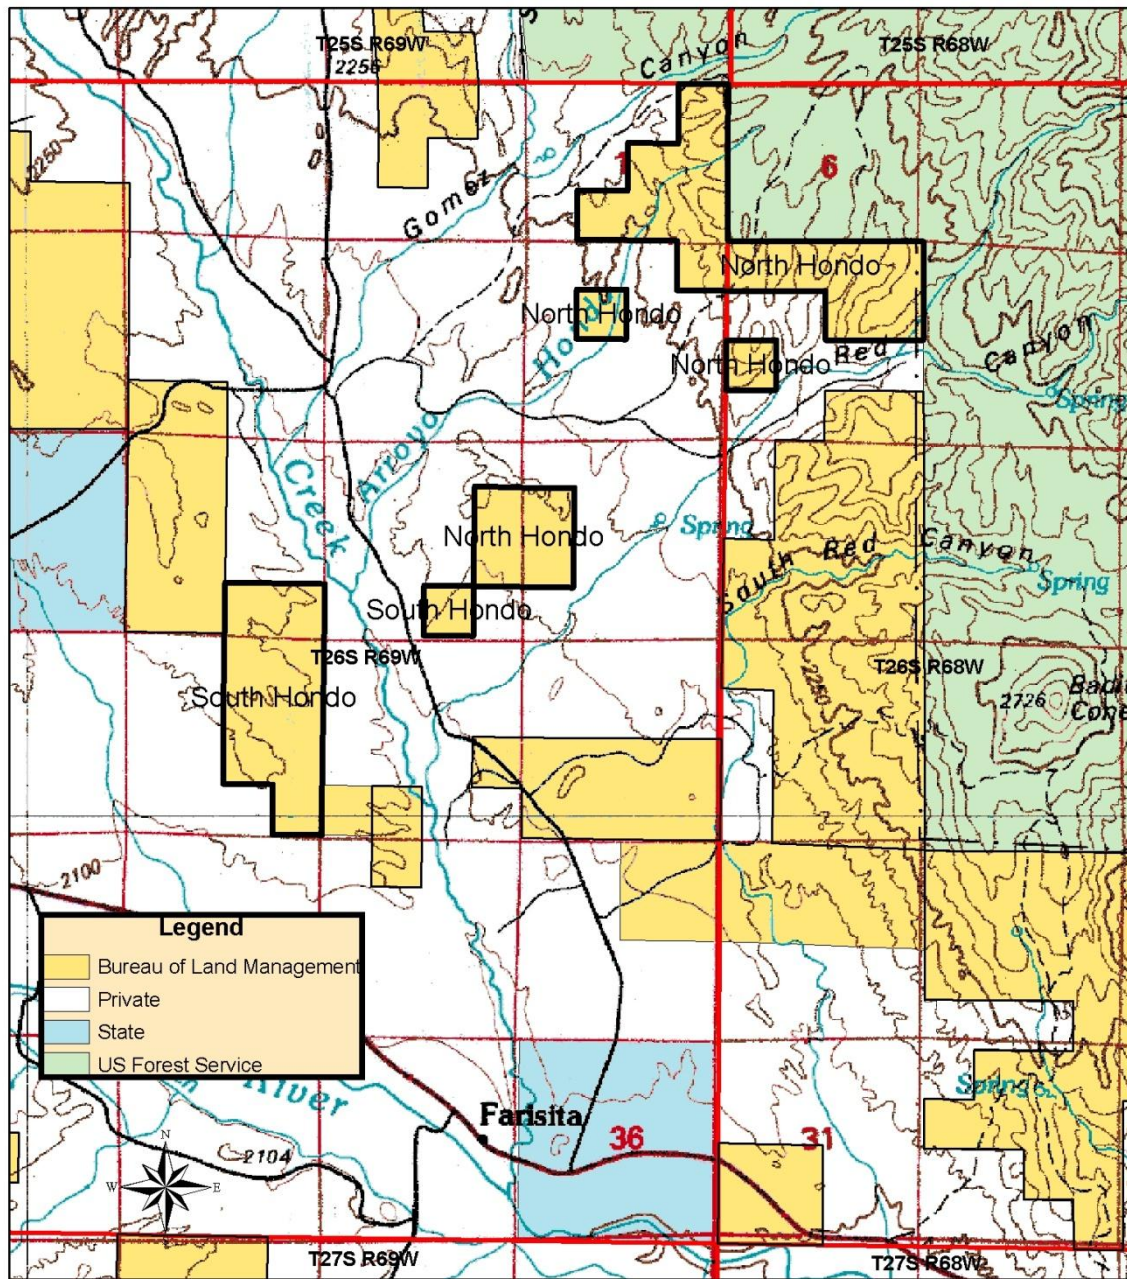 T25S R69W
2256
Canyon
T25S R68W
2250
1
6
Gomez
North Hondo
North Hondo
Hondo
North Hondo
Red
Canyon
Spring
Arroyo
Creek
North Hondo
Spring
South Red Canyon
Spring
South Hondo
T26S R69W
T26S R68W
South Hondo
2250
2726
Cone
2100
Legend
Bureau of Land Management
Private
State
US Forest Service
River
Farisita
36
31
Spring
2104
N
W
E
S
T27S R69W
T27S R68W